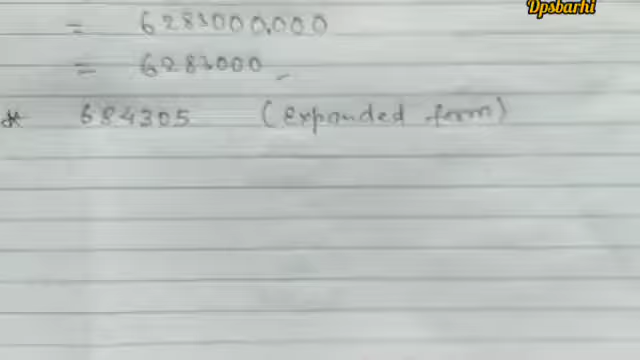 Dpsbarhi
= 6283000.000
= 6283000
* 684305 (expanded form)